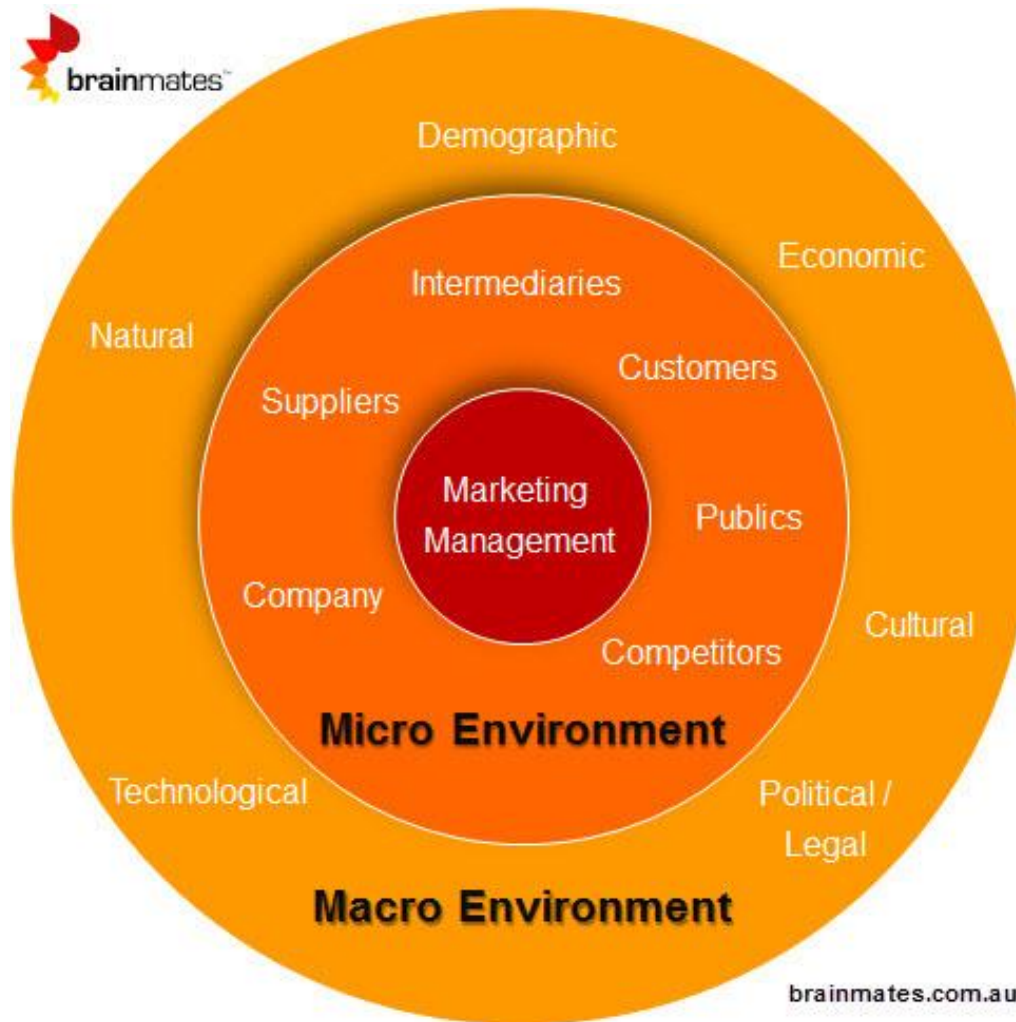 brainmates™
Demographic
Economic
Intermediaries
Natural
Customers
Suppliers
Marketing
Management
Publics
Company
Cultural
Competitors
Micro Environment
Technological
Political /
Legal
Macro Environment
brainmates.com.au